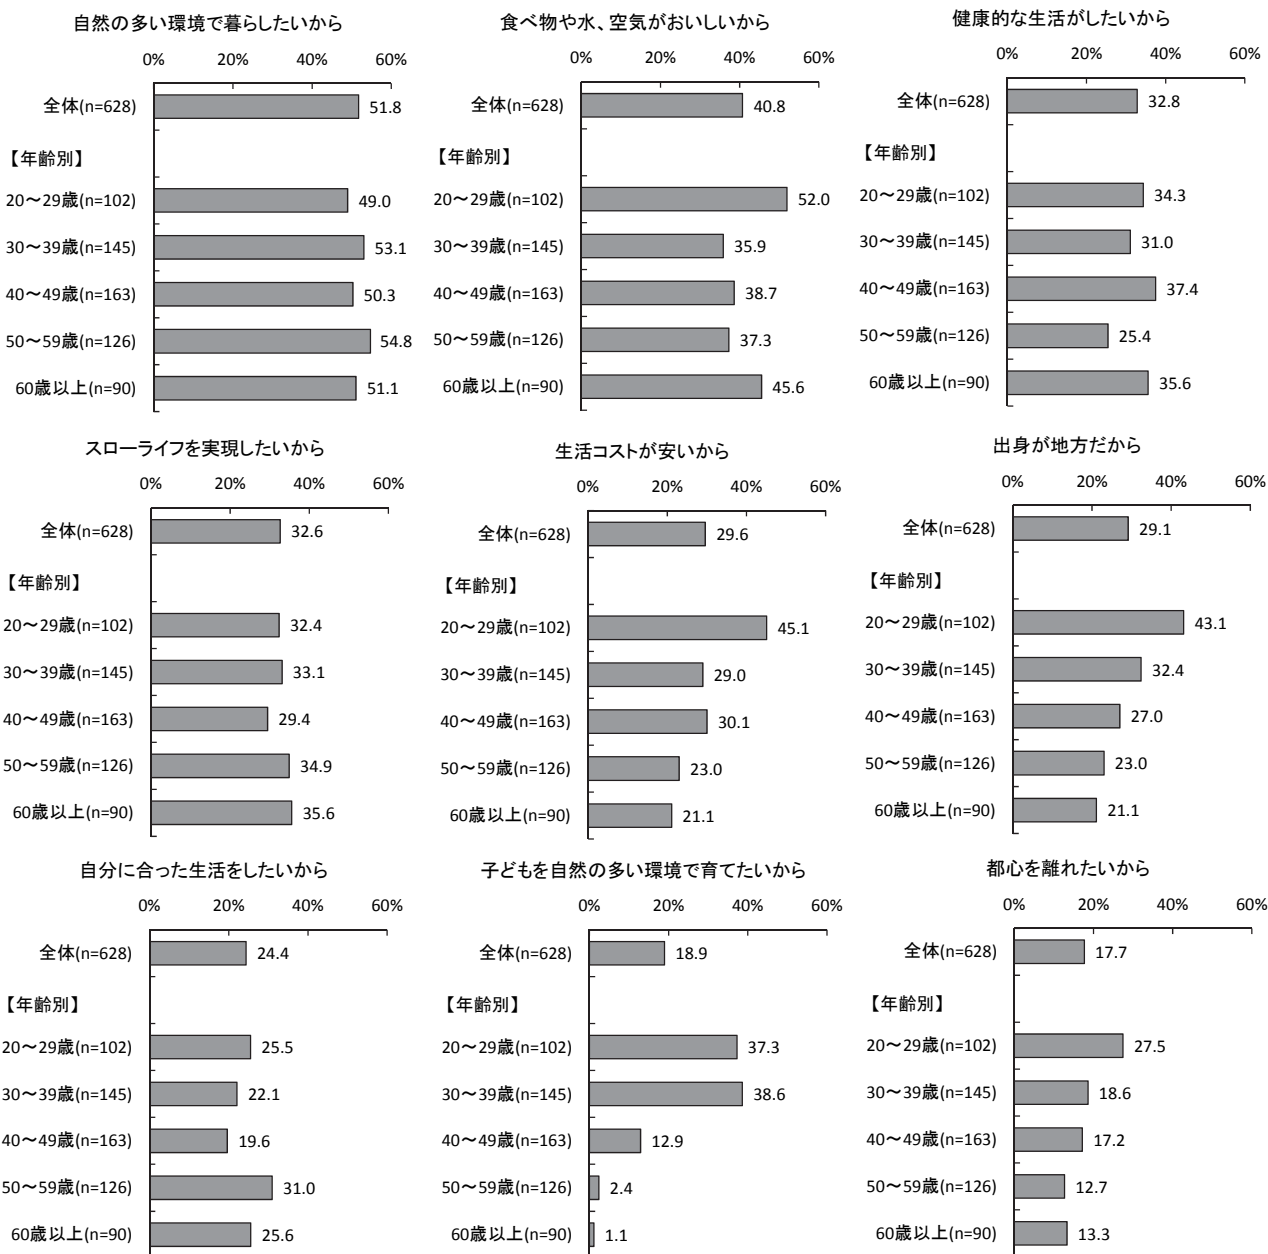 自然の多い環境で暮らしたいから
0% 20% 40% 60%
全体(n=628) 51.8
【年齢別】
20～29歳(n=102) 49.0
30～39歳(n=145) 53.1
40～49歳(n=163) 50.3
50～59歳(n=126) 54.8
60歳以上(n=90) 51.1
食べ物や水、空気がおいしいから
0% 20% 40% 60%
全体(n=628) 40.8
【年齢別】
20～29歳(n=102) 52.0
30～39歳(n=145) 35.9
40～49歳(n=163) 38.7
50～59歳(n=126) 37.3
60歳以上(n=90) 45.6
健康的な生活がしたいから
0% 20% 40% 60%
全体(n=628) 32.8
【年齢別】
20～29歳(n=102) 34.3
30～39歳(n=145) 31.0
40～49歳(n=163) 37.4
50～59歳(n=126) 25.4
60歳以上(n=90) 35.6
スローライフを実現したいから
0% 20% 40% 60%
全体(n=628) 32.6
【年齢別】
20～29歳(n=102) 32.4
30～39歳(n=145) 33.1
40～49歳(n=163) 29.4
50～59歳(n=126) 34.9
60歳以上(n=90) 35.6
生活コストが安いから
0% 20% 40% 60%
全体(n=628) 29.6
【年齢別】
20～29歳(n=102) 45.1
30～39歳(n=145) 29.0
40～49歳(n=163) 30.1
50～59歳(n=126) 23.0
60歳以上(n=90) 21.1
出身が地方だから
0% 20% 40% 60%
全体(n=628) 29.1
【年齢別】
20～29歳(n=102) 43.1
30～39歳(n=145) 32.4
40～49歳(n=163) 27.0
50～59歳(n=126) 23.0
60歳以上(n=90) 21.1
自分に合った生活をしたいから
0% 20% 40% 60%
全体(n=628) 24.4
【年齢別】
20～29歳(n=102) 25.5
30～39歳(n=145) 22.1
40～49歳(n=163) 19.6
50～59歳(n=126) 31.0
60歳以上(n=90) 25.6
子どもを自然の多い環境で育てたいから
0% 20% 40% 60%
全体(n=628) 18.9
【年齢別】
20～29歳(n=102) 37.3
30～39歳(n=145) 38.6
40～49歳(n=163) 12.9
50～59歳(n=126) 2.4
60歳以上(n=90) 1.1
都心を離れたいから
0% 20% 40% 60%
全体(n=628) 17.7
【年齢別】
20～29歳(n=102) 27.5
30～39歳(n=145) 18.6
40～49歳(n=163) 17.2
50～59歳(n=126) 12.7
60歳以上(n=90) 13.3